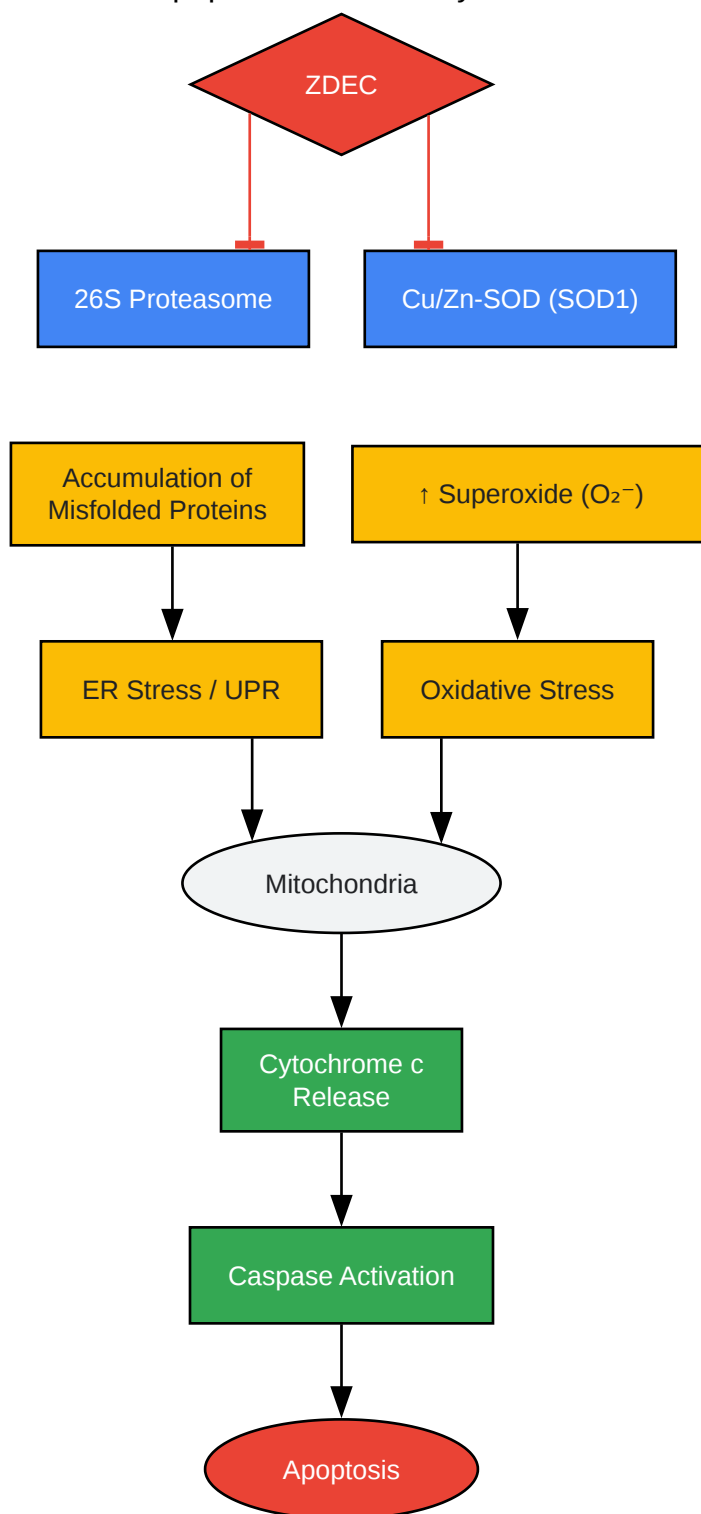 ZDEC
26S Proteasome
Cu/Zn-SOD (SOD1)
Accumulation of
Misfolded Proteins
↑ Superoxide (O₂⁻)
ER Stress / UPR
Oxidative Stress
Mitochondria
Cytochrome c
Release
Caspase Activation
Apoptosis